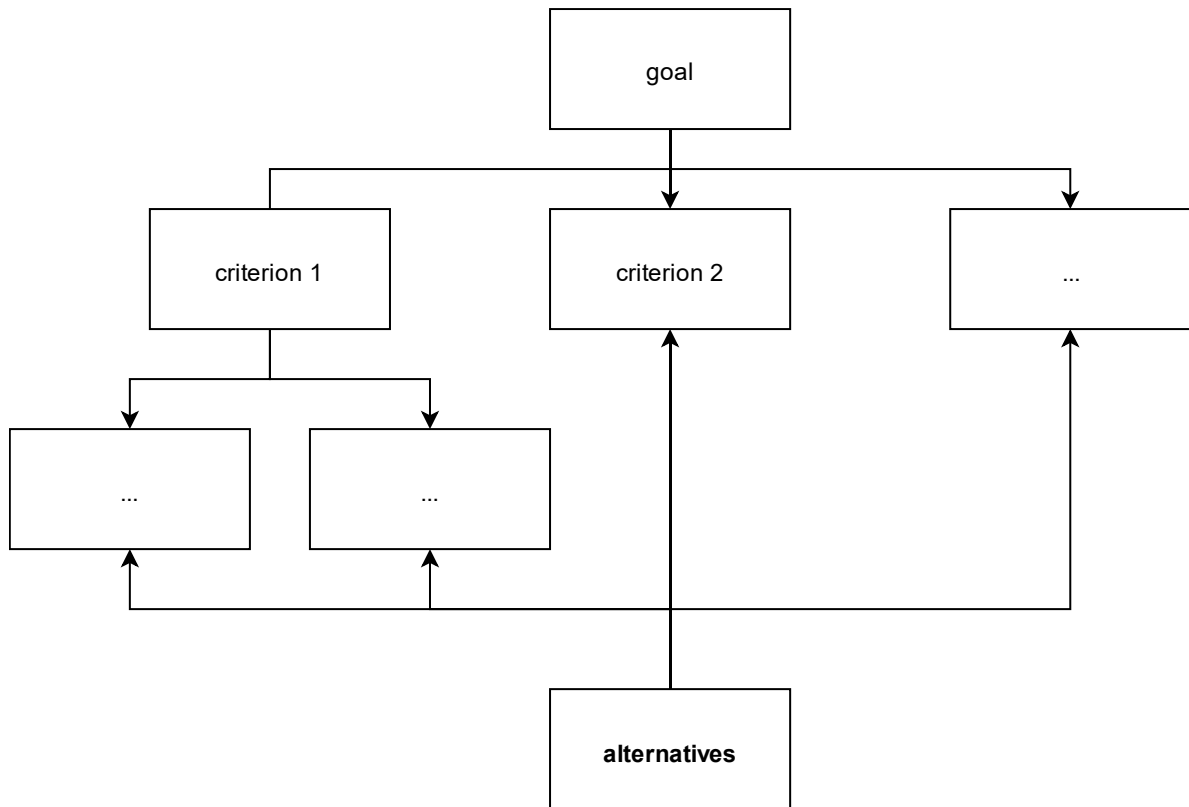 goal
criterion 1
criterion 2
...
...
...
alternatives